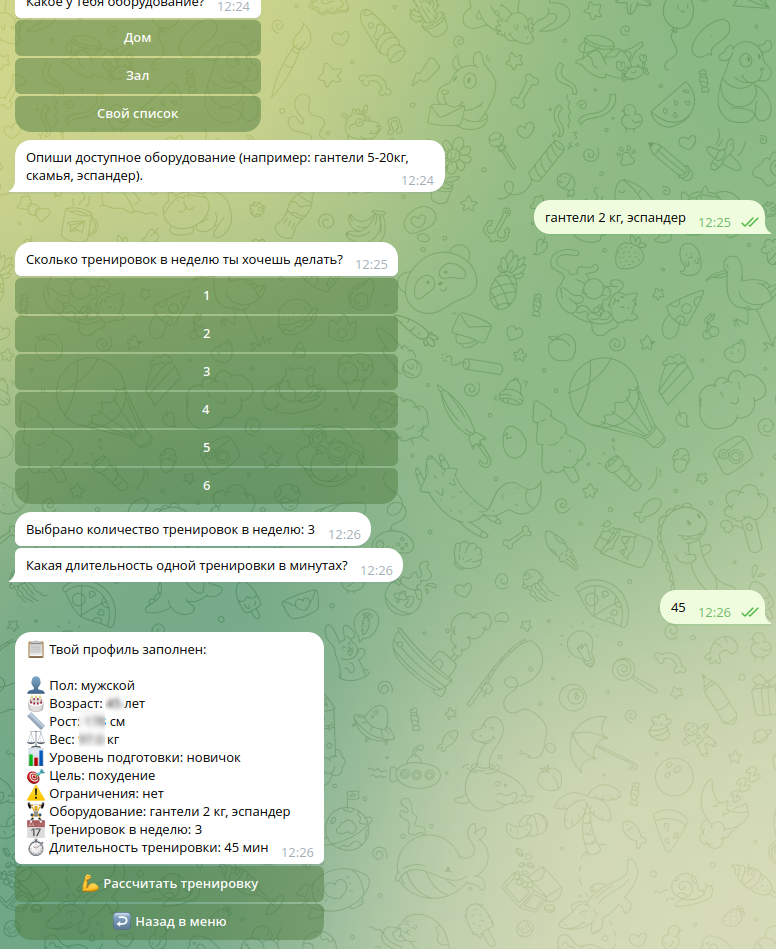 Какое у тебя оборудование? 12:24
Дом
Зал
Свой список
Опиши доступное оборудование (например: гантели 5-20кг,
скамья, эспандер). 12:24
гантели 2 кг, эспандер 12:25
Сколько тренировок в неделю ты хочешь делать? 12:25
1
2
3
4
5
6
Выбрано количество тренировок в неделю: 3 12:26
Какая длительность одной тренировки в минутах? 12:26
45 12:26
Твой профиль заполнен:
Пол: мужской
Возраст: лет
Рост: см
Вес: кг
Уровень подготовки: новичок
Цель: похудение
Ограничения: нет
Оборудование: гантели 2 кг, эспандер
Тренировок в неделю: 3
Длительность тренировки: 45 мин 12:26
Рассчитать тренировку
Назад в меню